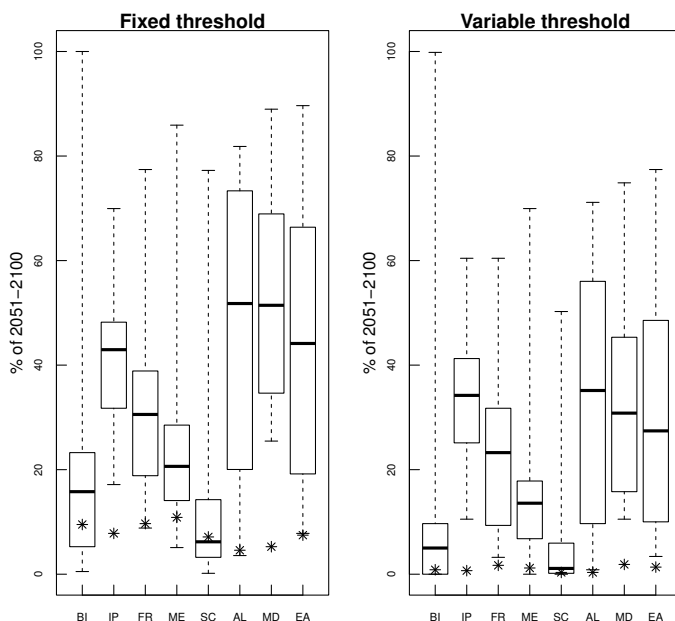 Fixed threshold
% of 2051−2100
100
80
60
40
20
0
BI IP FR ME SC AL MD EA
Variable threshold
% of 2051−2100
100
80
60
40
20
0
BI IP FR ME SC AL MD EA